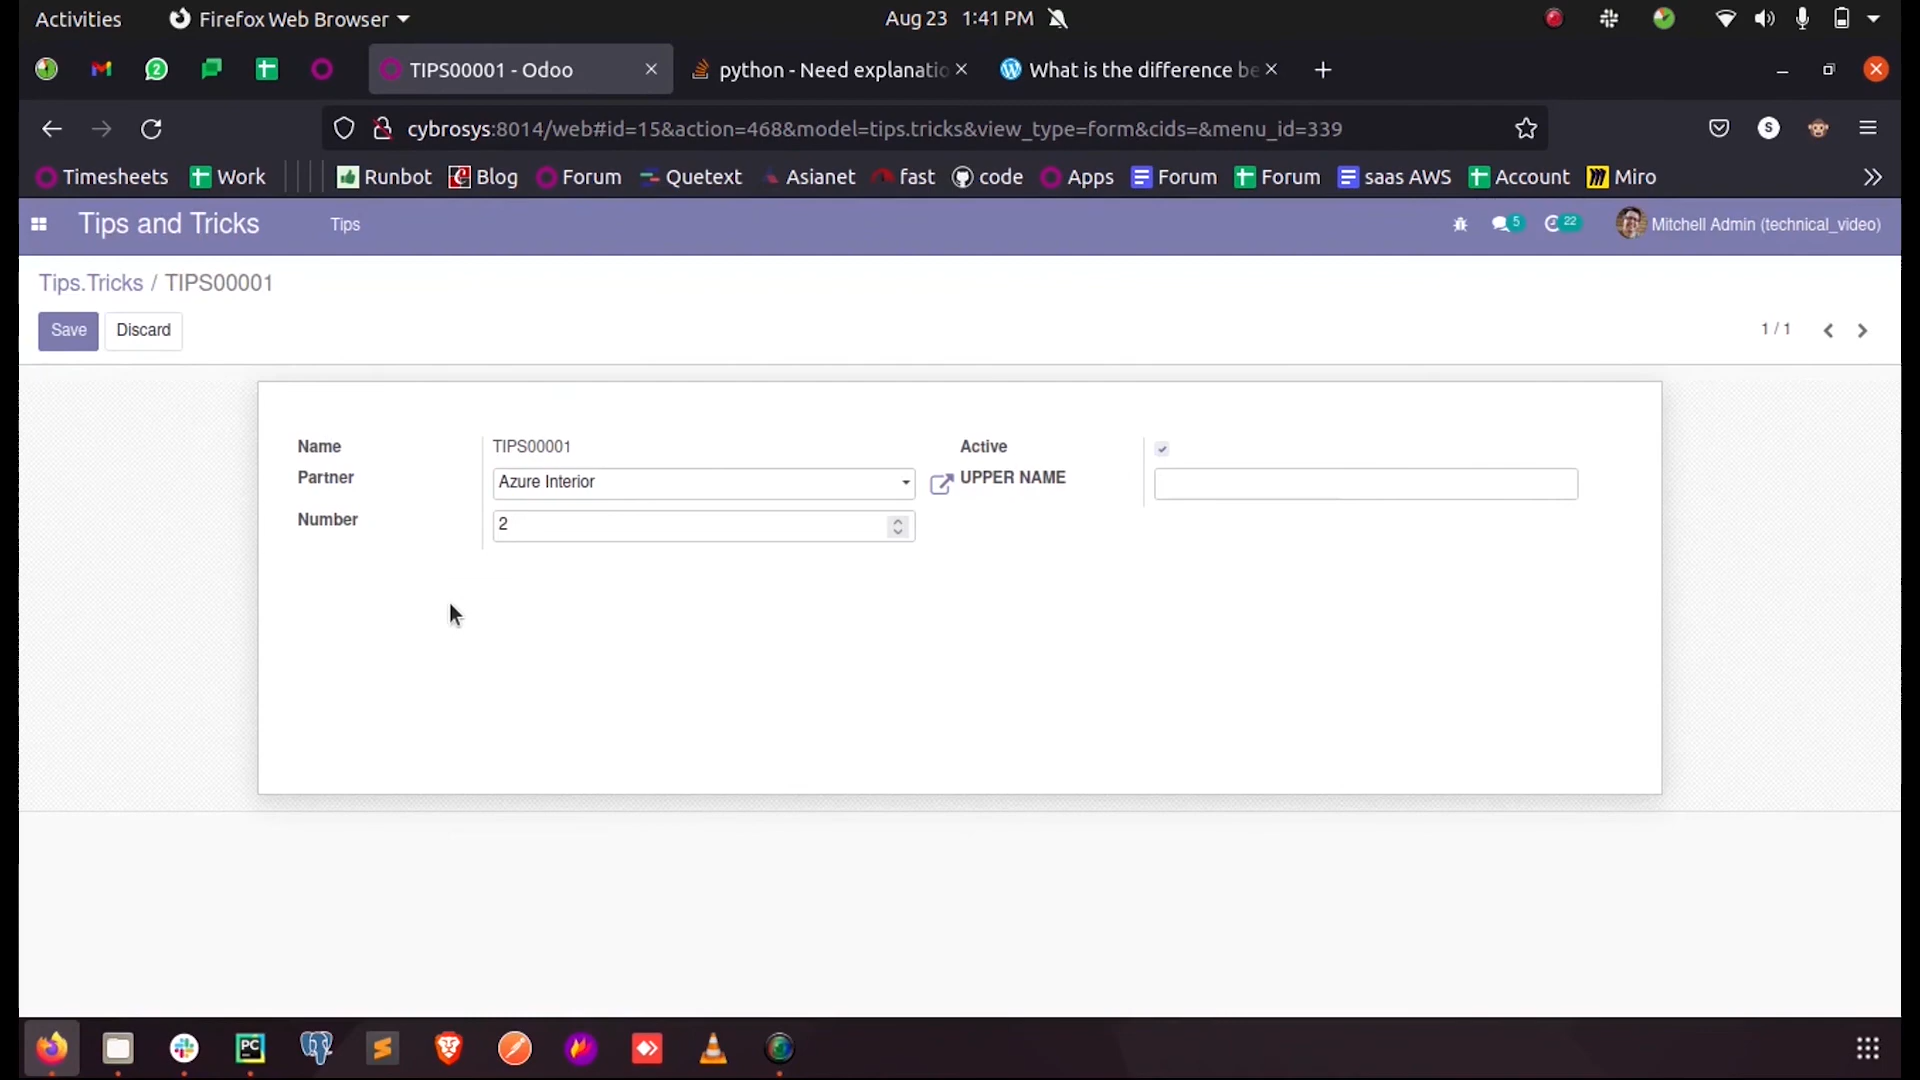 Activities Firefox Web Browser Aug 23 1:41 PM
2 TIPS00001 - Odoo python - Need explanatio What is the difference be
cybrosys:8014/web#id=15&action=468&model=tips.tricks&view_type=form&cids=&menu_id=339 S
Timesheets Work Runbot Blog Forum Quetext Asianet fast code Apps Forum Forum saas AWS Account Miro
Tips and Tricks Tips 5 22 Mitchell Admin (technical_video)
Tips.Tricks / TIPS00001
Save Discard 1 / 1
Name TIPS00001 Active
Partner Azure Interior UPPER NAME
Number 2
PC